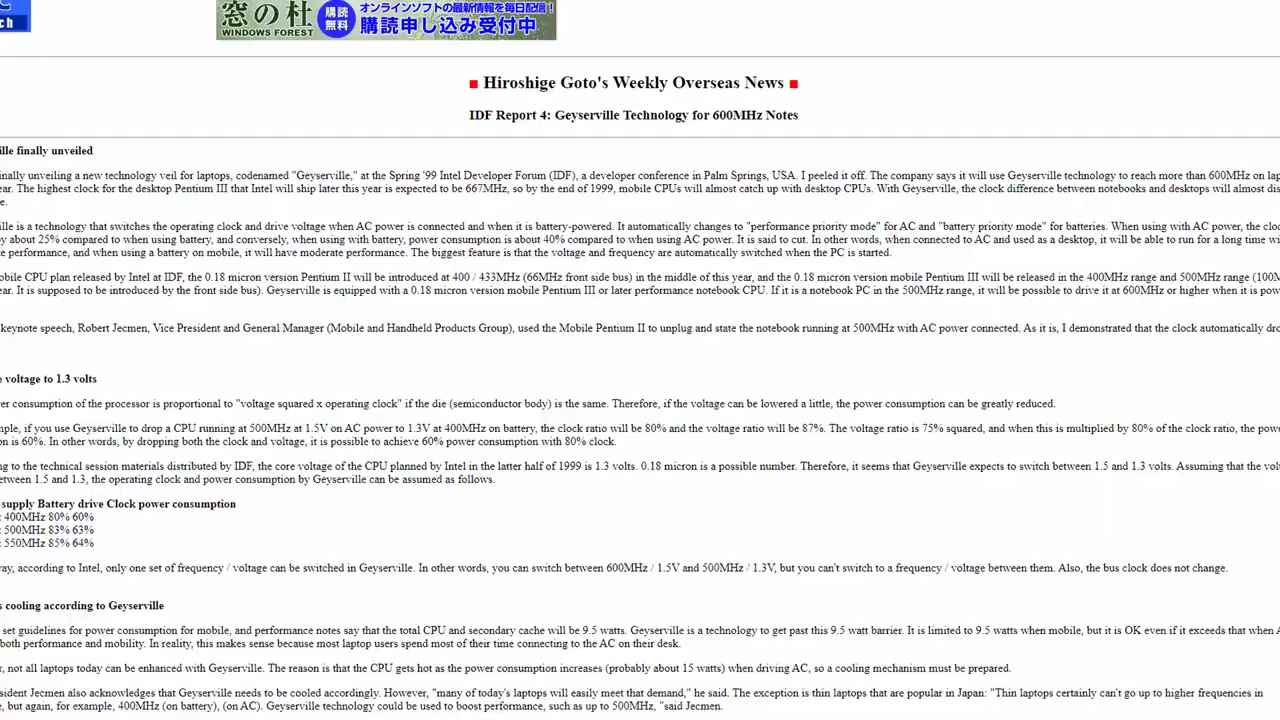 ch
窓の杜
WINDOWS FOREST
購読
無料
オンラインソフトの最新情報を毎日配信!
購読申し込み受付中
■ Hiroshige Goto's Weekly Overseas News ■
IDF Report 4: Geyserville Technology for 600MHz Notes
ille finally unveiled
inally unveiling a new technology veil for laptops, codenamed "Geyserville," at the Spring '99 Intel Developer Forum (IDF), a developer conference in Palm Springs, USA. I peeled it off. The company says it will use Geyserville technology to reach more than 600MHz on lap
ear. The highest clock for the desktop Pentium III that Intel will ship later this year is expected to be 667MHz, so by the end of 1999, mobile CPUs will almost catch up with desktop CPUs. With Geyserville, the clock difference between notebooks and desktops will almost dis
e.
ille is a technology that switches the operating clock and drive voltage when AC power is connected and when it is battery-powered. It automatically changes to "performance priority mode" for AC and "battery priority mode" for batteries. When using with AC power, the cloc
by about 25% compared to when using battery, and conversely, when using with battery, power consumption is about 40% compared to when using AC power. It is said to cut. In other words, when connected to AC and used as a desktop, it will be able to run for a long time wi
te performance, and when using a battery on mobile, it will have moderate performance. The biggest feature is that the voltage and frequency are automatically switched when the PC is started.
obile CPU plan released by Intel at IDF, the 0.18 micron version Pentium II will be introduced at 400 / 433MHz (66MHz front side bus) in the middle of this year, and the 0.18 micron version mobile Pentium III will be released in the 400MHz range and 500MHz range (100M
ear. It is supposed to be introduced by the front side bus). Geyserville is equipped with a 0.18 micron version mobile Pentium III or later performance notebook CPU. If it is a notebook PC in the 500MHz range, it will be possible to drive it at 600MHz or higher when it is pow
keynote speech, Robert Jecmen, Vice President and General Manager (Mobile and Handheld Products Group), used the Mobile Pentium II to unplug and state the notebook running at 500MHz with AC power connected. As it is, I demonstrated that the clock automatically dro
e voltage to 1.3 volts
er consumption of the processor is proportional to "voltage squared x operating clock" if the die (semiconductor body) is the same. Therefore, if the voltage can be lowered a little, the power consumption can be greatly reduced.
mple, if you use Geyserville to drop a CPU running at 500MHz at 1.5V on AC power to 1.3V at 400MHz on battery, the clock ratio will be 80% and the voltage ratio will be 87%. The voltage ratio is 75% squared, and when this is multiplied by 80% of the clock ratio, the powe
on is 60%. In other words, by dropping both the clock and voltage, it is possible to achieve 60% power consumption with 80% clock.
ng to the technical session materials distributed by IDF, the core voltage of the CPU planned by Intel in the latter half of 1999 is 1.3 volts. 0.18 micron is a possible number. Therefore, it seems that Geyserville expects to switch between 1.5 and 1.3 volts. Assuming that the vol
etween 1.5 and 1.3, the operating clock and power consumption by Geyserville can be assumed as follows.
supply Battery drive Clock power consumption
z 400MHz 80% 60%
z 500MHz 83% 63%
z 550MHz 85% 64%
ay, according to Intel, only one set of frequency / voltage can be switched in Geyserville. In other words, you can switch between 600MHz / 1.5V and 500MHz / 1.3V, but you can't switch to a frequency / voltage between them. Also, the bus clock does not change.
s cooling according to Geyserville
set guidelines for power consumption for mobile, and performance notes say that the total CPU and secondary cache will be 9.5 watts. Geyserville is a technology to get past this 9.5 watt barrier. It is limited to 9.5 watts when mobile, but it is OK even if it exceeds that when A
both performance and mobility. In reality, this makes sense because most laptop users spend most of their time connecting to the AC on their desk.
r, not all laptops today can be enhanced with Geyserville. The reason is that the CPU gets hot as the power consumption increases (probably about 15 watts) when driving AC, so a cooling mechanism must be prepared.
sident Jecmen also acknowledges that Geyserville needs to be cooled accordingly. However, "many of today's laptops will easily meet that demand," he said. The exception is thin laptops that are popular in Japan: "Thin laptops certainly can't go up to higher frequencies in
e, but again, for example, 400MHz (on battery), (on AC). Geyserville technology could be used to boost performance, such as up to 500MHz, "said Jecmen.